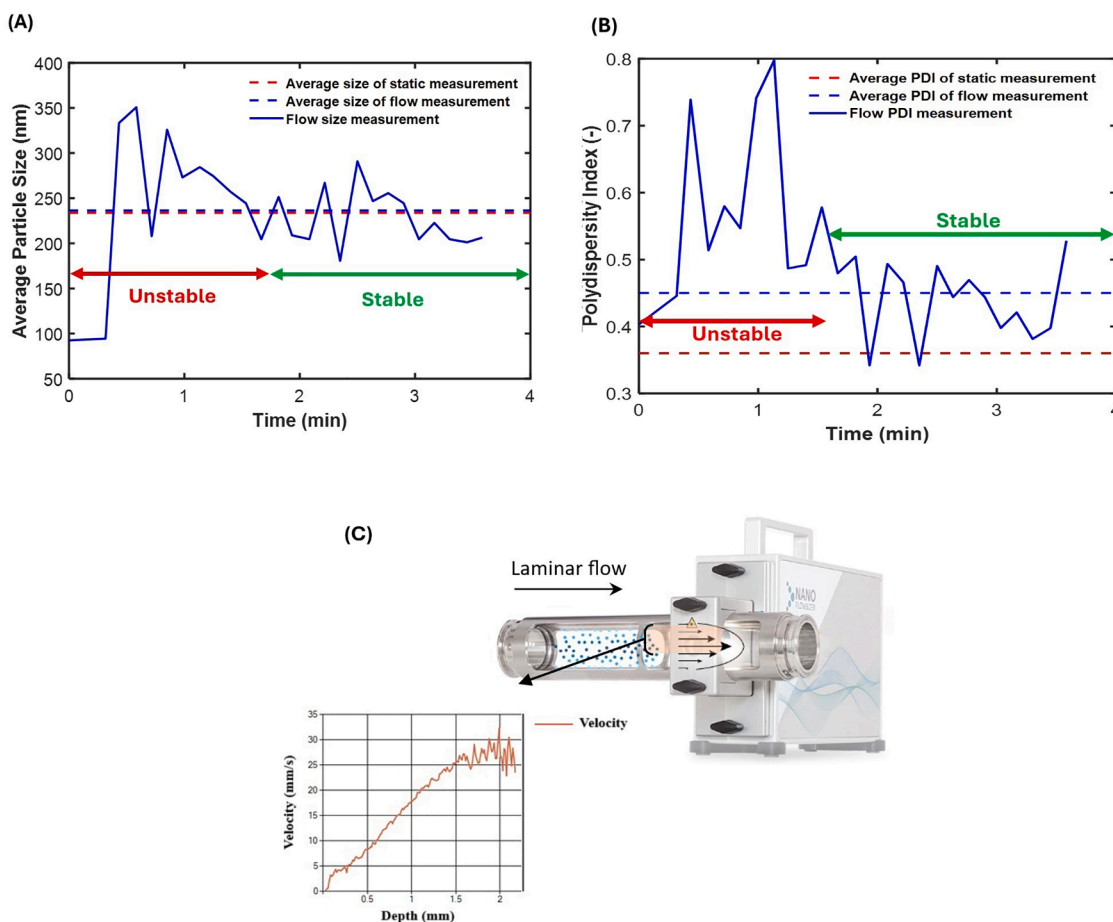 (A)
400
350
300
250
200
150
100
50
0
1
2
3
4
Average Particle Size (nm)
Time (min)
Average size of static measurement
Average size of flow measurement
Flow size measurement
Unstable
Stable
(B)
0.8
0.7
0.6
0.5
0.4
0.3
0
1
2
3
4
Polydispersity Index (-)
Time (min)
Average PDI of static measurement
Average PDI of flow measurement
Flow PDI measurement
Stable
Unstable
(C)
Laminar flow
NANO
FLOWSIZER
35
30
25
20
15
10
5
0
0.5
1
1.5
2
Velocity (mm/s)
Depth (mm)
Velocity